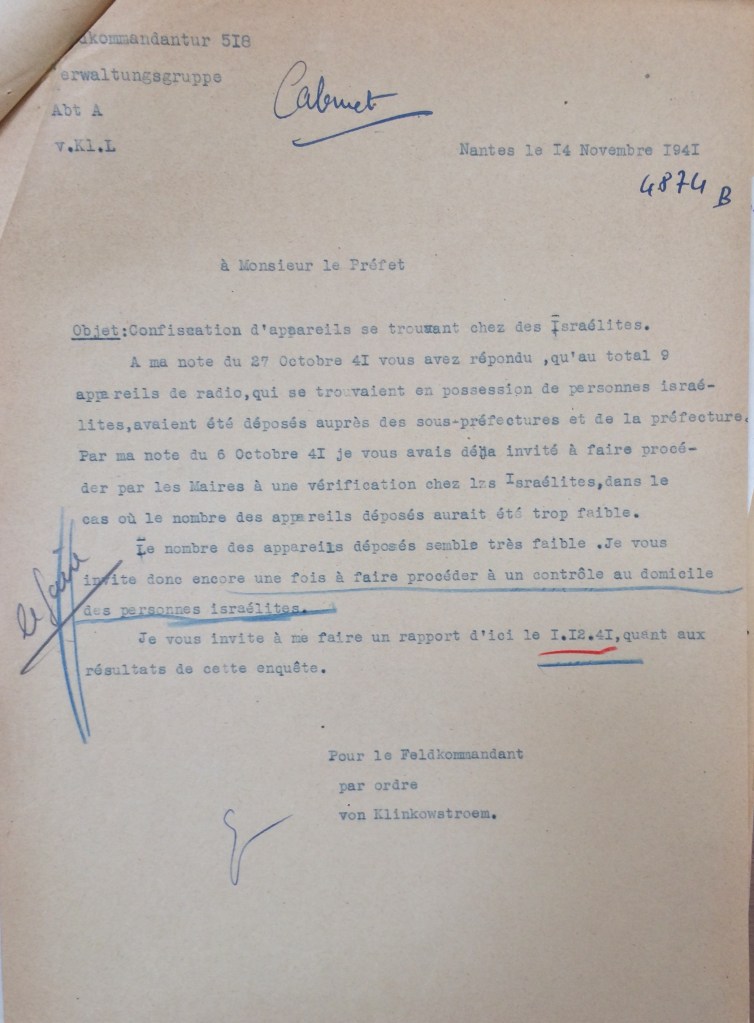 dkommandantur 5I8
erwaltungsgruppe
Cabinet
Abt A
v.Kl.L
Nantes le I4 Novembre I94I
4874 B
à Monsieur le Préfet
Objet:Confiscation d'appareils se trouxant chez des Israélites.
A ma note du 27 Octobre 4I vous avez répondu ,qu'au total 9
appareils de radio,qui se trouvaient en possession de personnes israé-
lites,avaient été déposés auprès des sous-préfectures et de la préfecture.
Par ma note du 6 Octobre 4I je vous avais déjà invité à faire procé-
der par les Maires à une vérification chez les Israélites,dans le
cas où le nombre des appareils déposés aurait été trop faible.
Le nombre des appareils déposés semble très faible .Je vous
invite donc encore une fois à faire procéder à un contrôle au domicile
des personnes israélites.
Je vous invite à me faire un rapport d'ici le I.I2.4I,quant aux
résultats de cette enquête.
le faire
Pour le Feldkommandant
par ordre
von Klinkowstroem.